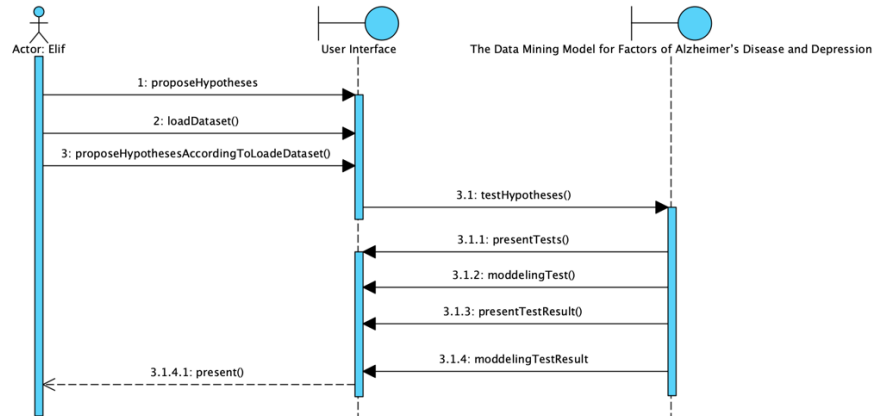 Actor: Elif
User Interface
The Data Mining Model for Factors of Alzheimer's Disease and Depression
1: proposeHypotheses
2: loadDataset()
3: proposeHypothesesAccordingToLoadeDataset()
3.1: testHypotheses()
3.1.1: presentTests()
3.1.2: moddelingTest()
3.1.3: presentTestResult()
3.1.4: moddelingTestResult
3.1.4.1: present()